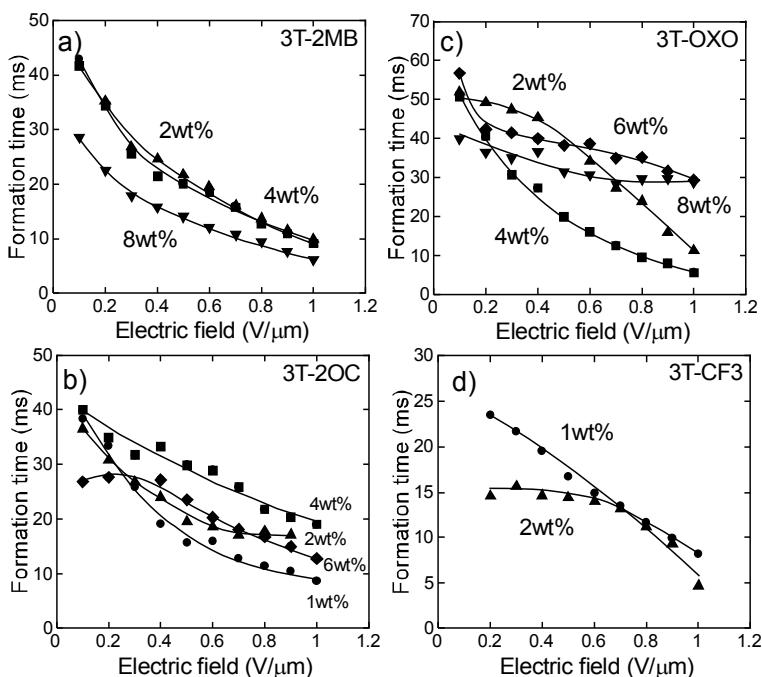 a)
3T-2MB
2wt%
4wt%
8wt%
50
40
30
20
10
0
0
0.2
0.4
0.6
0.8
1
1.2
Formation time (ms)
Electric field (V/μm)
c)
3T-OXO
2wt%
6wt%
8wt%
4wt%
70
60
50
40
30
20
10
0
0
0.2
0.4
0.6
0.8
1
1.2
Formation time (ms)
Electric field (V/μm)
b)
3T-2OC
4wt%
2wt%
6wt%
1wt%
50
40
30
20
10
0
0
0.2
0.4
0.6
0.8
1
1.2
Formation time (ms)
Electric field (V/μm)
d)
3T-CF3
1wt%
2wt%
25
20
15
10
5
0
0
0.2
0.4
0.6
0.8
1
1.2
Formation time (ms)
Electric field (V/μm)